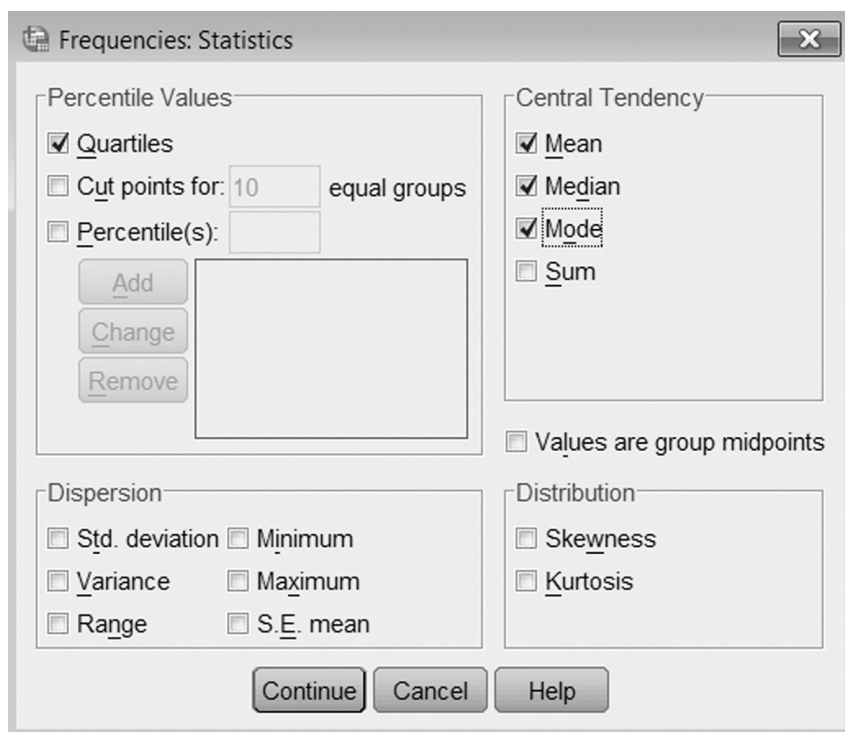 Frequencies: Statistics
Percentile Values
Quartiles
Cut points for: 10 equal groups
Percentile(s):
Add
Change
Remove
Central Tendency
Mean
Median
Mode
Sum
Values are group midpoints
Dispersion
Std. deviation Minimum
Variance Maximum
Range S.E. mean
Distribution
Skewness
Kurtosis
Continue Cancel Help